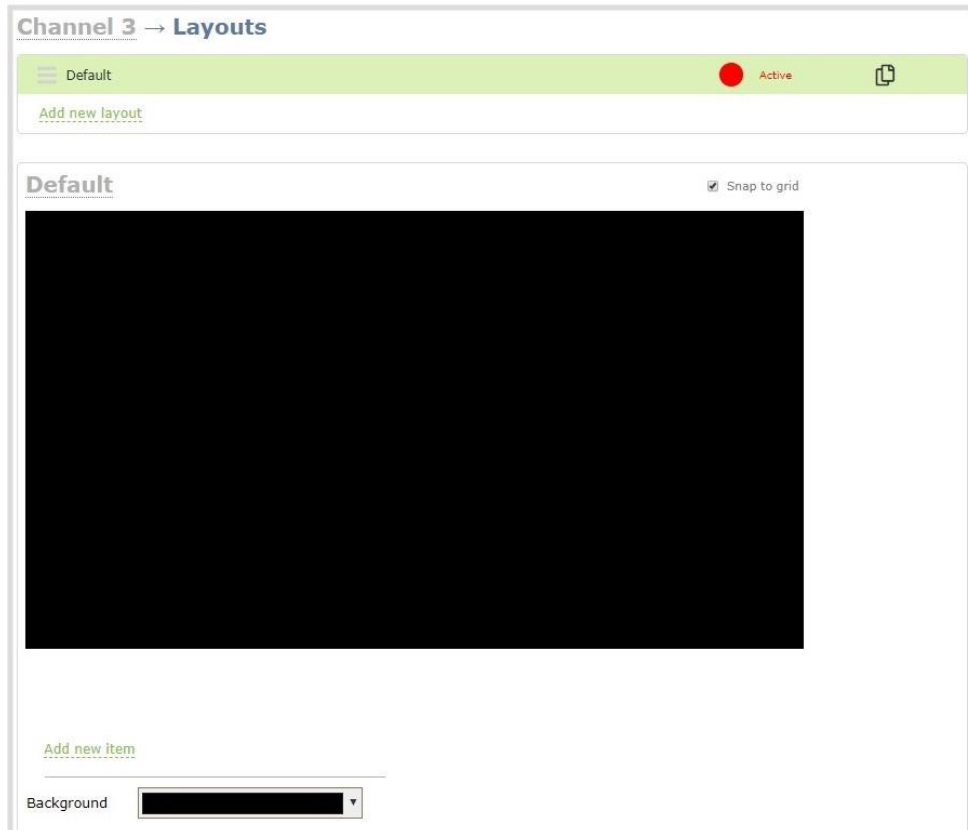 Channel 3 → Layouts
Default Active
Add new layout
Default Snap to grid
Add new item
Background